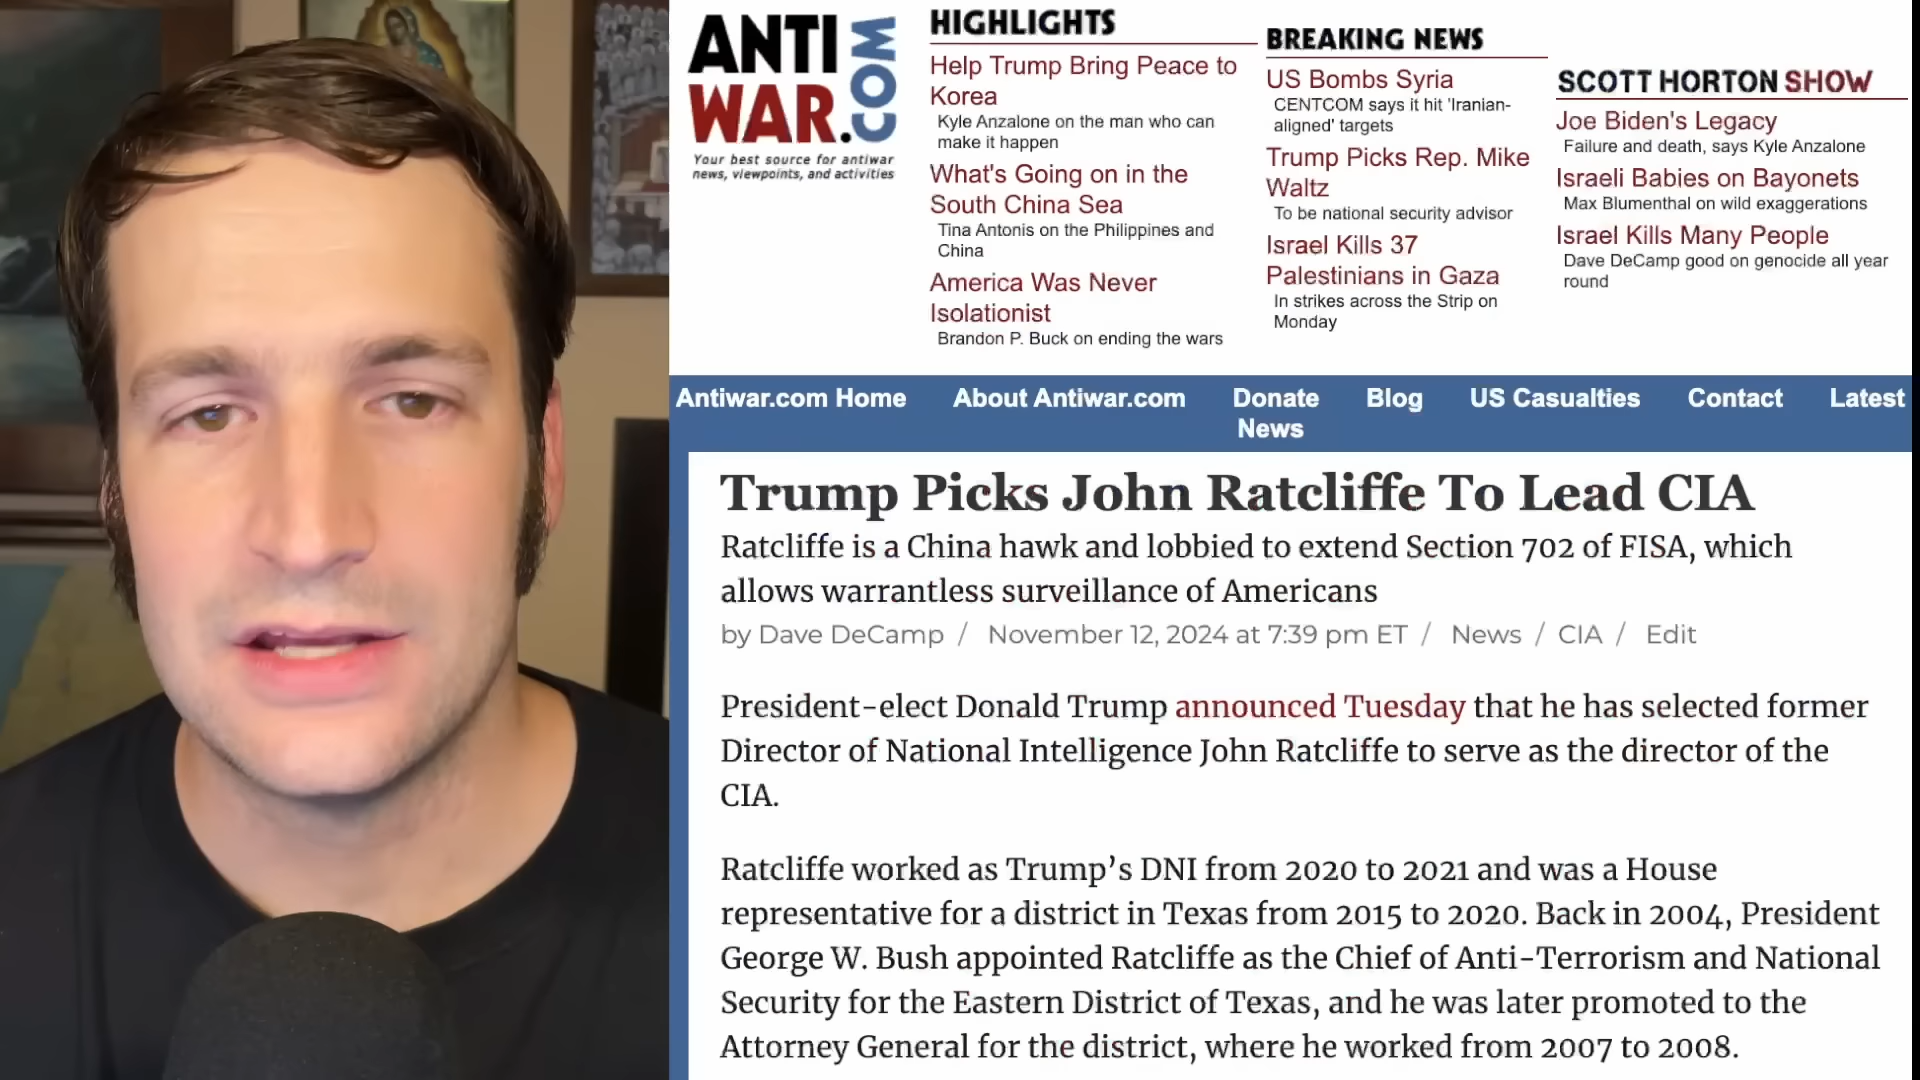 ANTI
WAR.COM
Your best source for antiwar
news, viewpoints, and activities
HIGHLIGHTS
Help Trump Bring Peace to
Korea
Kyle Anzalone on the man who can
make it happen
What's Going on in the
South China Sea
Tina Antonis on the Philippines and
China
America Was Never
Isolationist
Brandon P. Buck on ending the wars
BREAKING NEWS
US Bombs Syria
CENTCOM says it hit 'Iranian-
aligned' targets
Trump Picks Rep. Mike
Waltz
To be national security advisor
Israel Kills 37
Palestinians in Gaza
In strikes across the Strip on
Monday
SCOTT HORTON SHOW
Joe Biden's Legacy
Failure and death, says Kyle Anzalone
Israeli Babies on Bayonets
Max Blumenthal on wild exaggerations
Israel Kills Many People
Dave DeCamp good on genocide all year
round
Antiwar.com Home About Antiwar.com Donate Blog US Casualties Contact Latest
News
Trump Picks John Ratcliffe To Lead CIA
Ratcliffe is a China hawk and lobbied to extend Section 702 of FISA, which
allows warrantless surveillance of Americans
by Dave DeCamp / November 12, 2024 at 7:39 pm ET / News / CIA / Edit
President-elect Donald Trump announced Tuesday that he has selected former
Director of National Intelligence John Ratcliffe to serve as the director of the
CIA.
Ratcliffe worked as Trump’s DNI from 2020 to 2021 and was a House
representative for a district in Texas from 2015 to 2020. Back in 2004, President
George W. Bush appointed Ratcliffe as the Chief of Anti-Terrorism and National
Security for the Eastern District of Texas, and he was later promoted to the
Attorney General for the district, where he worked from 2007 to 2008.